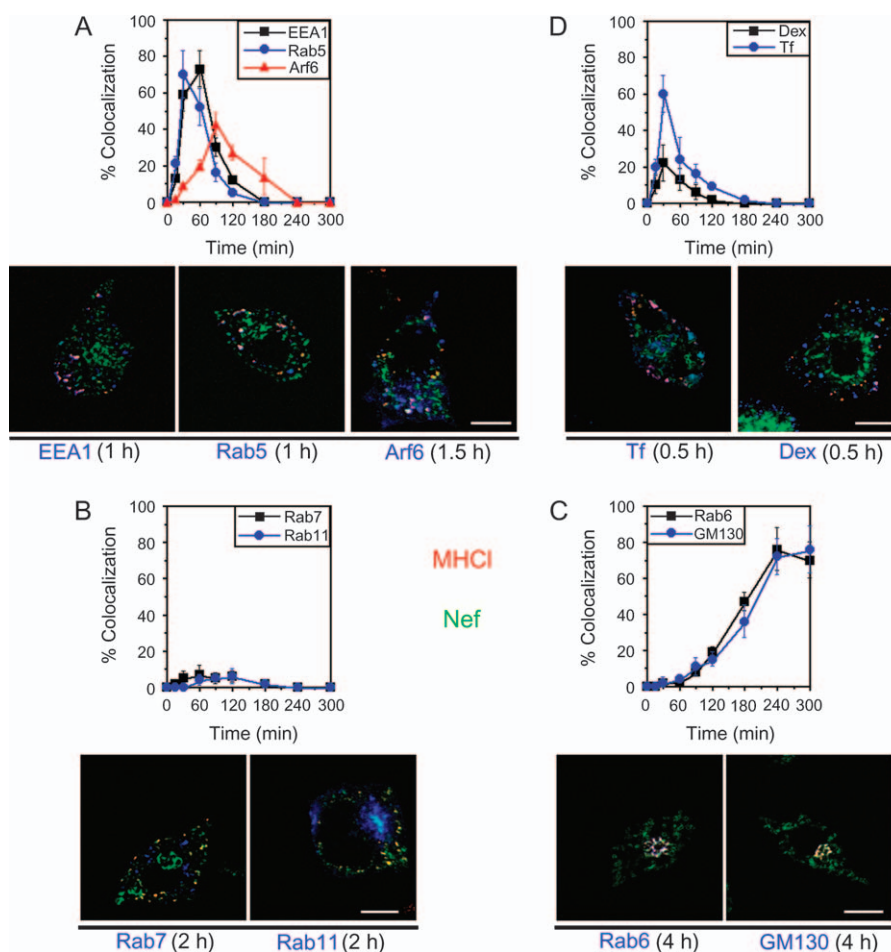 A
EEA1
Rab5
Arf6
100
80
60
40
20
0
% Colocalization
0 60 120 180 240 300
Time (min)
D
Dex
Tf
100
80
60
40
20
0
% Colocalization
0 60 120 180 240 300
Time (min)
EEA1 (1 h) Rab5 (1 h) Arf6 (1.5 h)
Tf (0.5 h) Dex (0.5 h)
B
Rab7
Rab11
100
80
60
40
20
0
% Colocalization
0 60 120 180 240 300
Time (min)
MHCI
Nef
C
Rab6
GM130
100
80
60
40
20
0
% Colocalization
0 60 120 180 240 300
Time (min)
Rab7 (2 h) Rab11 (2 h)
Rab6 (4 h) GM130 (4 h)